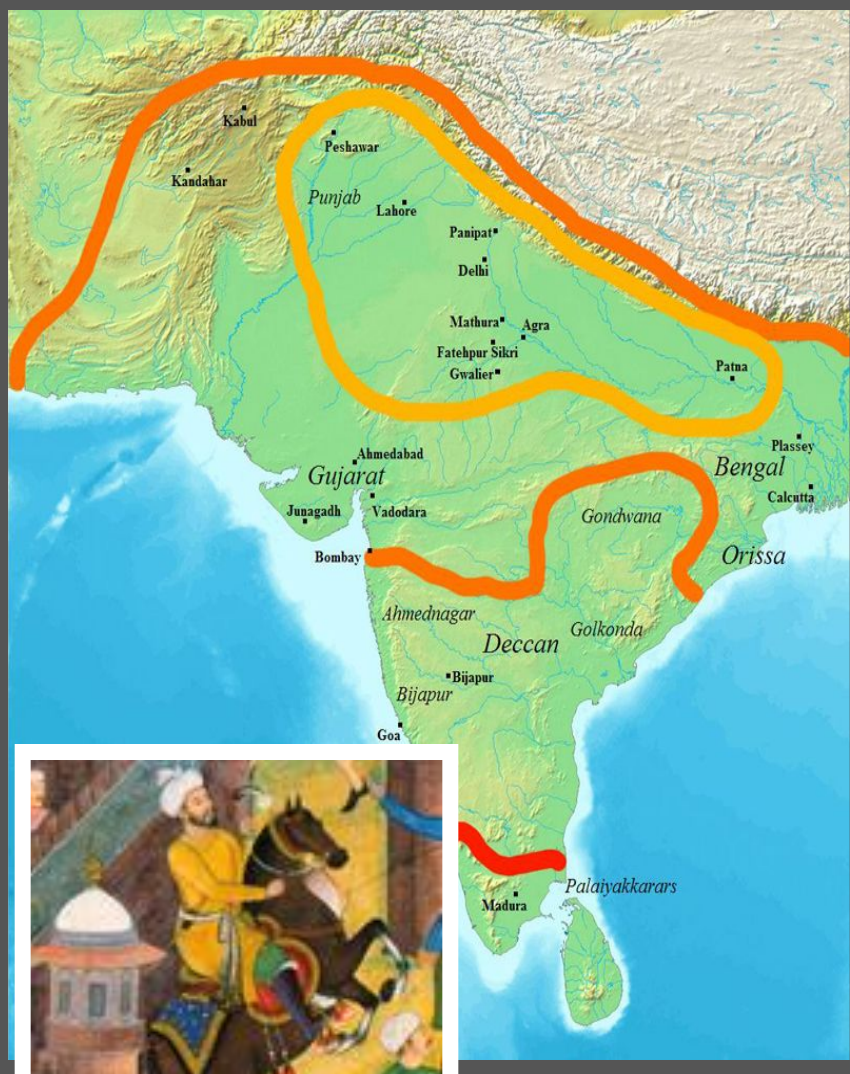 Kabul
Peshawar
Kandahar
Punjab
Lahore
Panipat
Delhi
Mathura
Agra
Fatehpur Sikri
Gwalier
Patna
Plassey
Ahmedabad
Bengal
Gujarat
Calcutta
Junagadh
Vadodara
Gondwana
Bombay
Orissa
Ahmednagar
Golkonda
Deccan
Bijapur
Bijapur
Goa
Palaiyakkarars
Madura